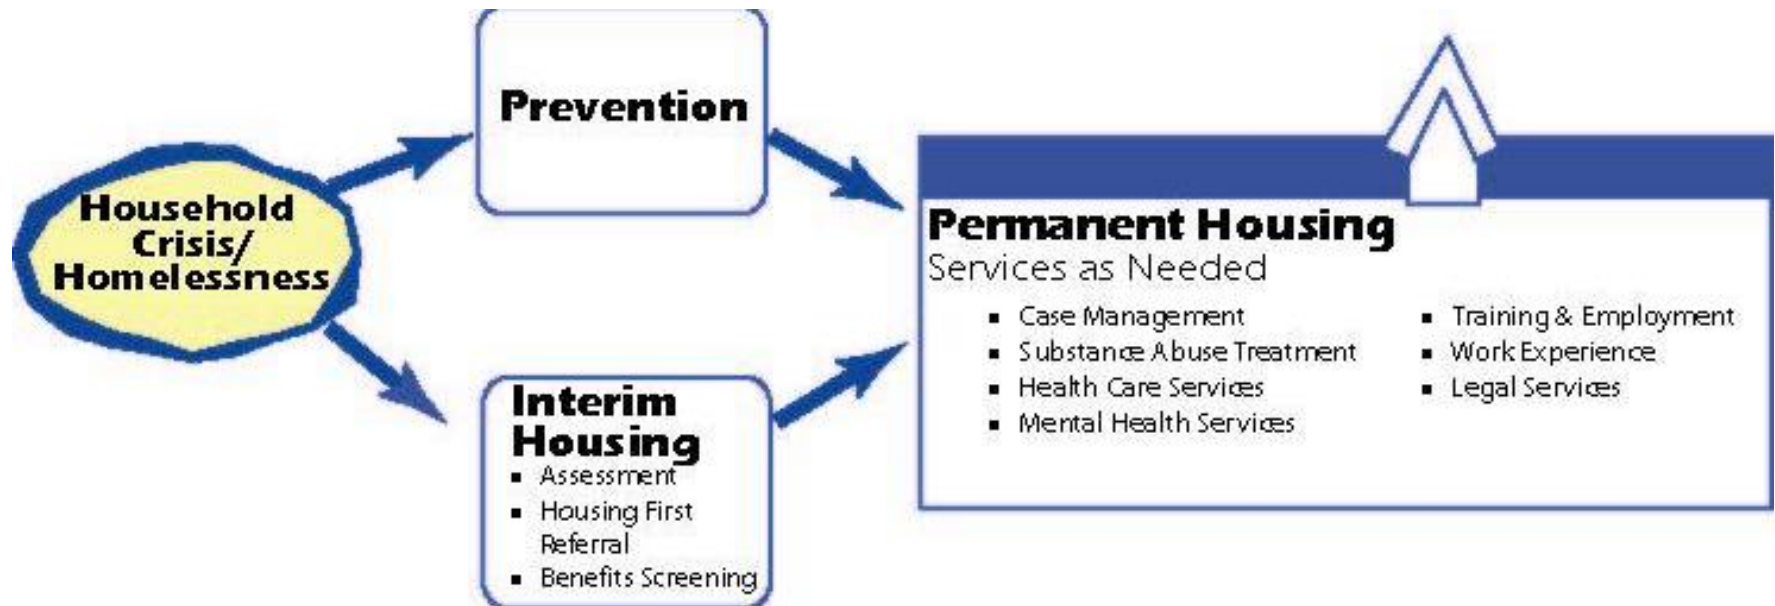 Prevention
Household
Crisis/
Homelessness
Interim
Housing
▪ Assessment
▪ Housing First
Referral
▪ Benefits Screening
Permanent Housing
Services as Needed
▪ Case Management
▪ Substance Abuse Treatment
▪ Health Care Services
▪ Mental Health Services
▪ Training & Employment
▪ Work Experience
▪ Legal Services